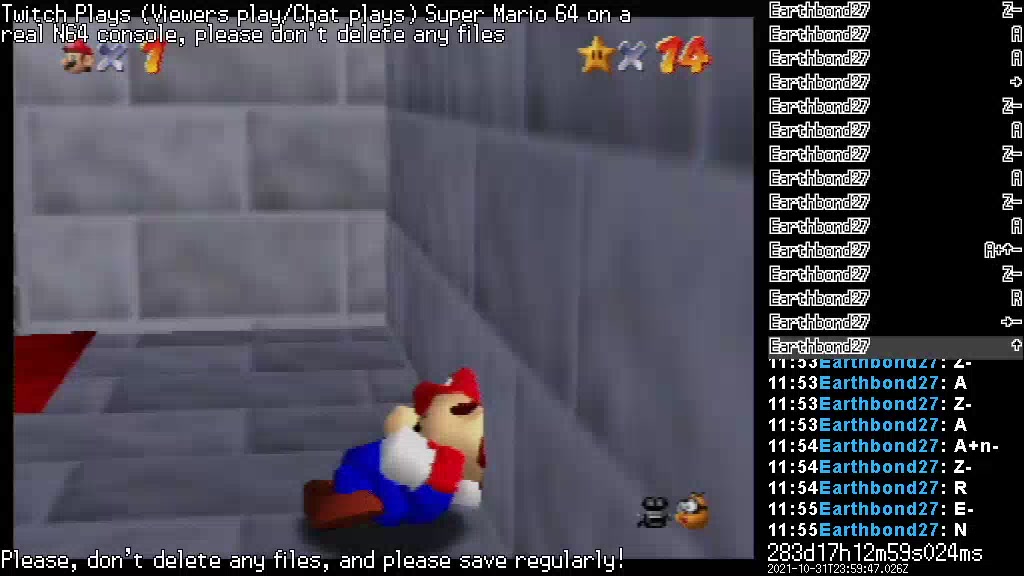 Twitch Plays (Viewers play/Chat plays) Super Mario 64 on a
real N64 console, please don't delete any files
x 1
x 14
Earthbond27 Z-
Earthbond27 A
Earthbond27 A
Earthbond27 →
Earthbond27 Z-
Earthbond27 A
Earthbond27 Z-
Earthbond27 A
Earthbond27 Z-
Earthbond27 A
Earthbond27 A+↑-
Earthbond27 Z-
Earthbond27 R
Earthbond27 →-
Earthbond27 ↑
11:53Earthbond27: Z-
11:53Earthbond27: A
11:53Earthbond27: Z-
11:53Earthbond27: A
11:54Earthbond27: A+n-
11:54Earthbond27: Z-
11:54Earthbond27: R
11:55Earthbond27: E-
11:55Earthbond27: N
283d17h12m59s024ms
2021-10-31T23:59:47.026Z
Please, don't delete any files, and please save regularly!